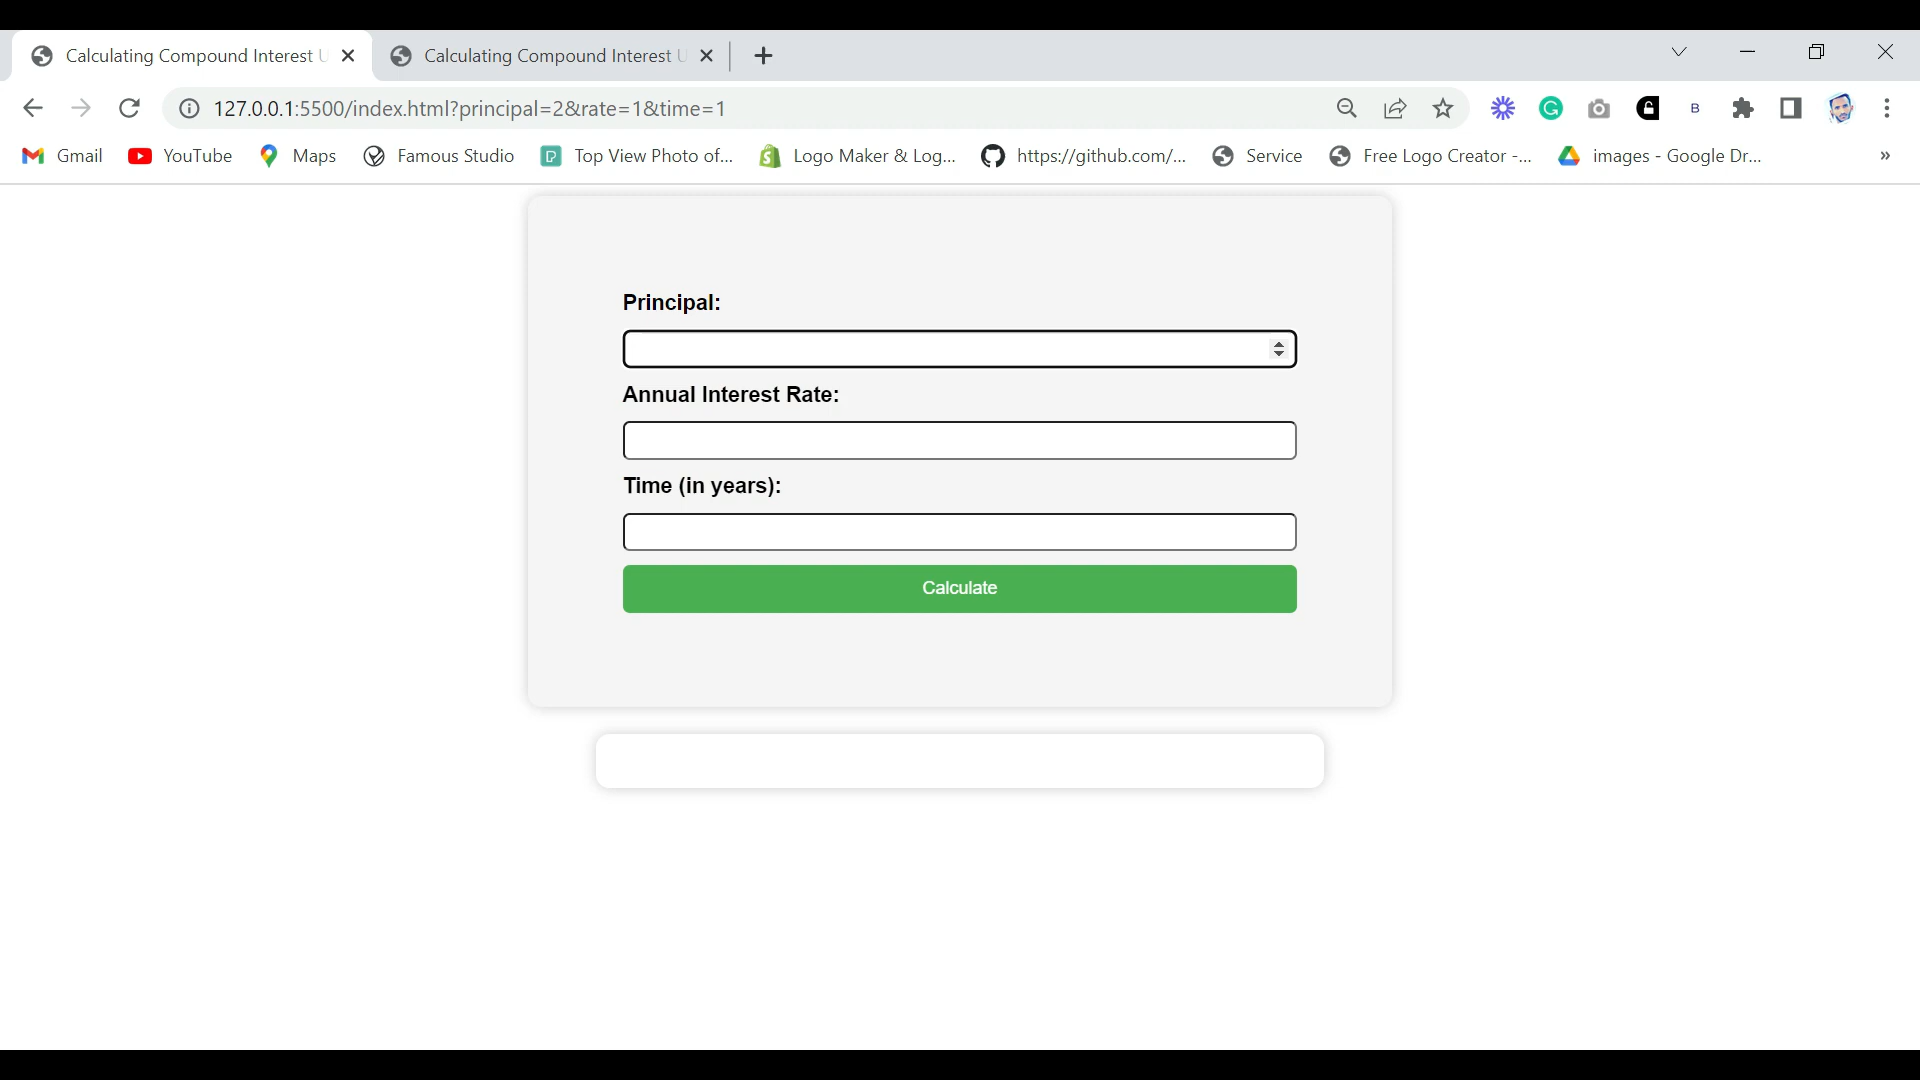 Calculating Compound Interest U
Calculating Compound Interest U
127.0.0.1:5500/index.html?principal=2&rate=1&time=1
Gmail
YouTube
Maps
Famous Studio
Top View Photo of...
Logo Maker & Log...
https://github.com/...
Service
Free Logo Creator -...
images - Google Dr...
»
Principal:
Annual Interest Rate:
Time (in years):
Calculate